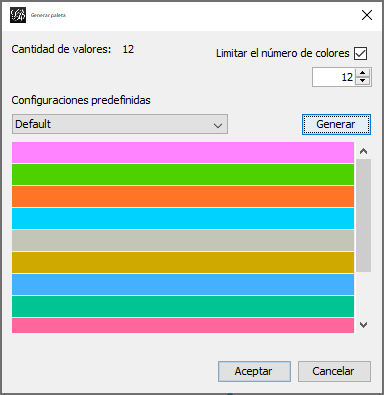 Generar paleta
Cantidad de valores: 12
Limitar el número de colores
12
Configuraciones predefinidas
Default
Generar
Aceptar
Cancelar